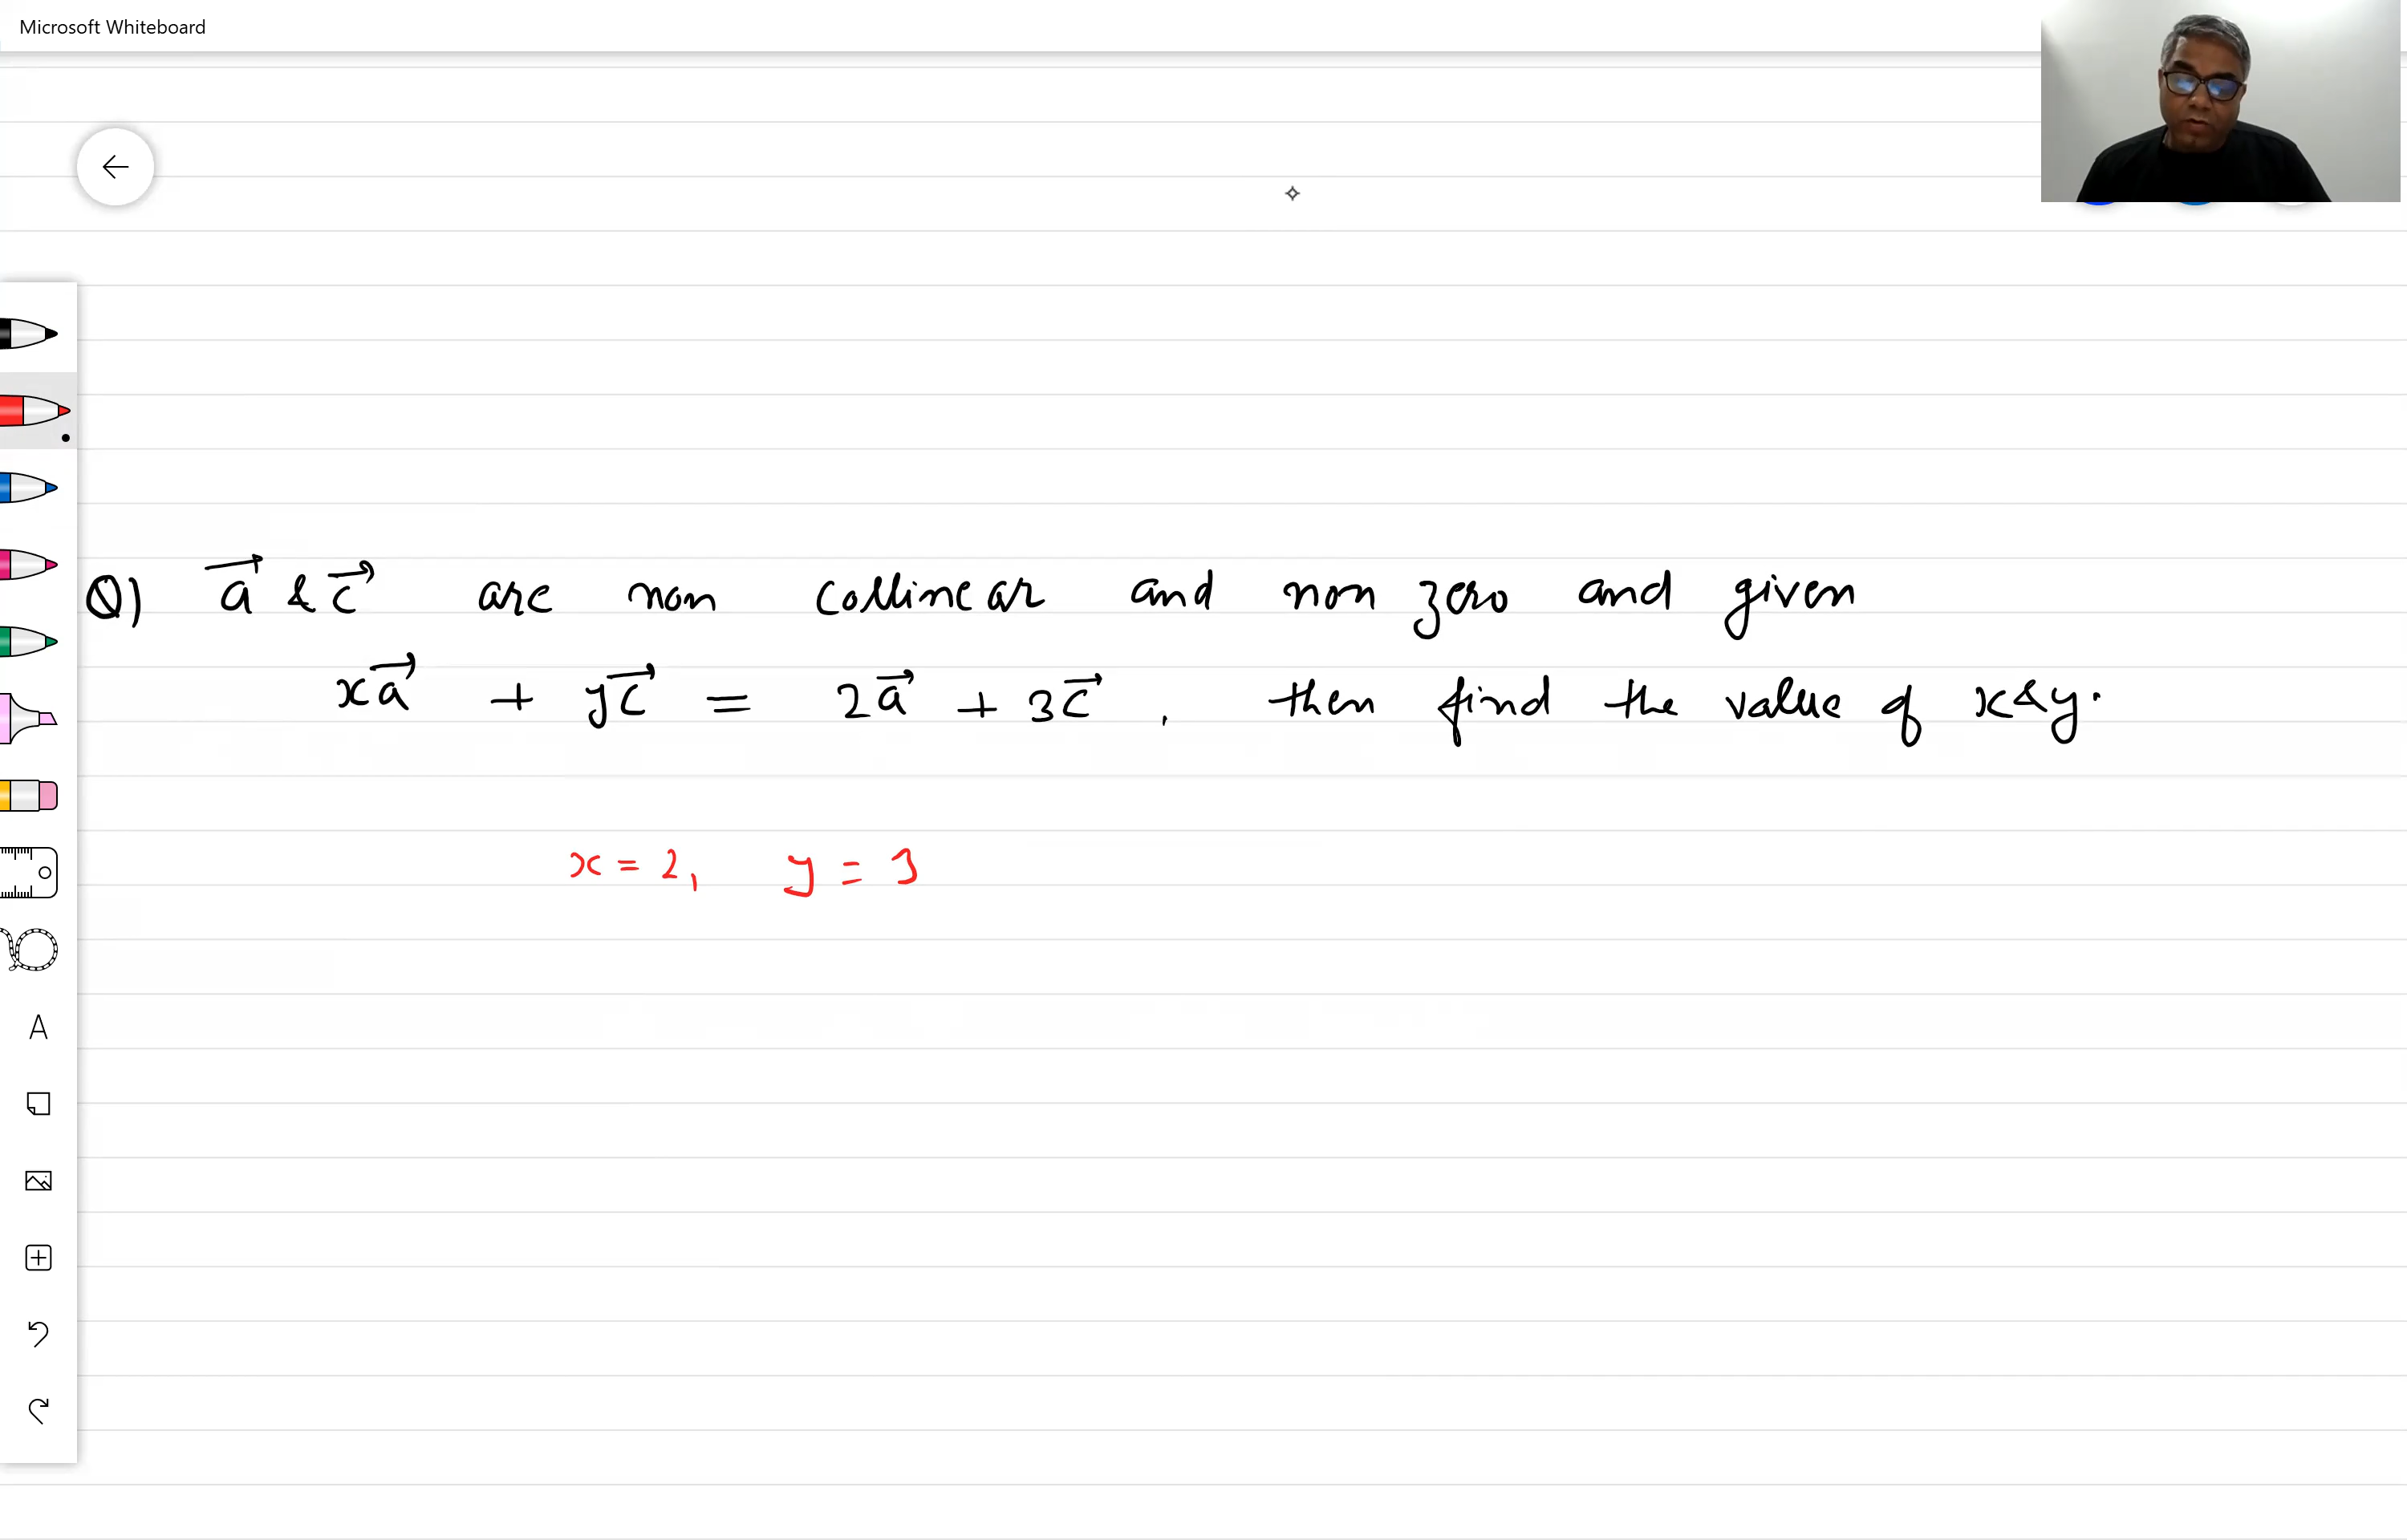 Microsoft Whiteboard
Q) a⃗ & c⃗ are non collinear and non zero and given
xa⃗ + yc⃗ = 2a⃗ + 3c⃗, then find the value of x & y.
x = 2, y = 3
A